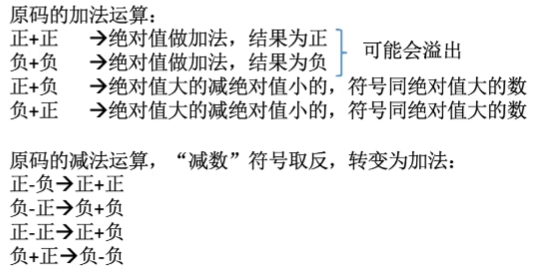 原码的加法运算：
正+正 →绝对值做加法，结果为正
负+负 →绝对值做加法，结果为负
可能会溢出
正+负 →绝对值大的减绝对值小的，符号同绝对值大的数
负+正 →绝对值大的减绝对值小的，符号同绝对值大的数
原码的减法运算，“减数”符号取反，转变为加法：
正-负→正+正
负-正→负+负
正-正→正+负
负+正→负-负